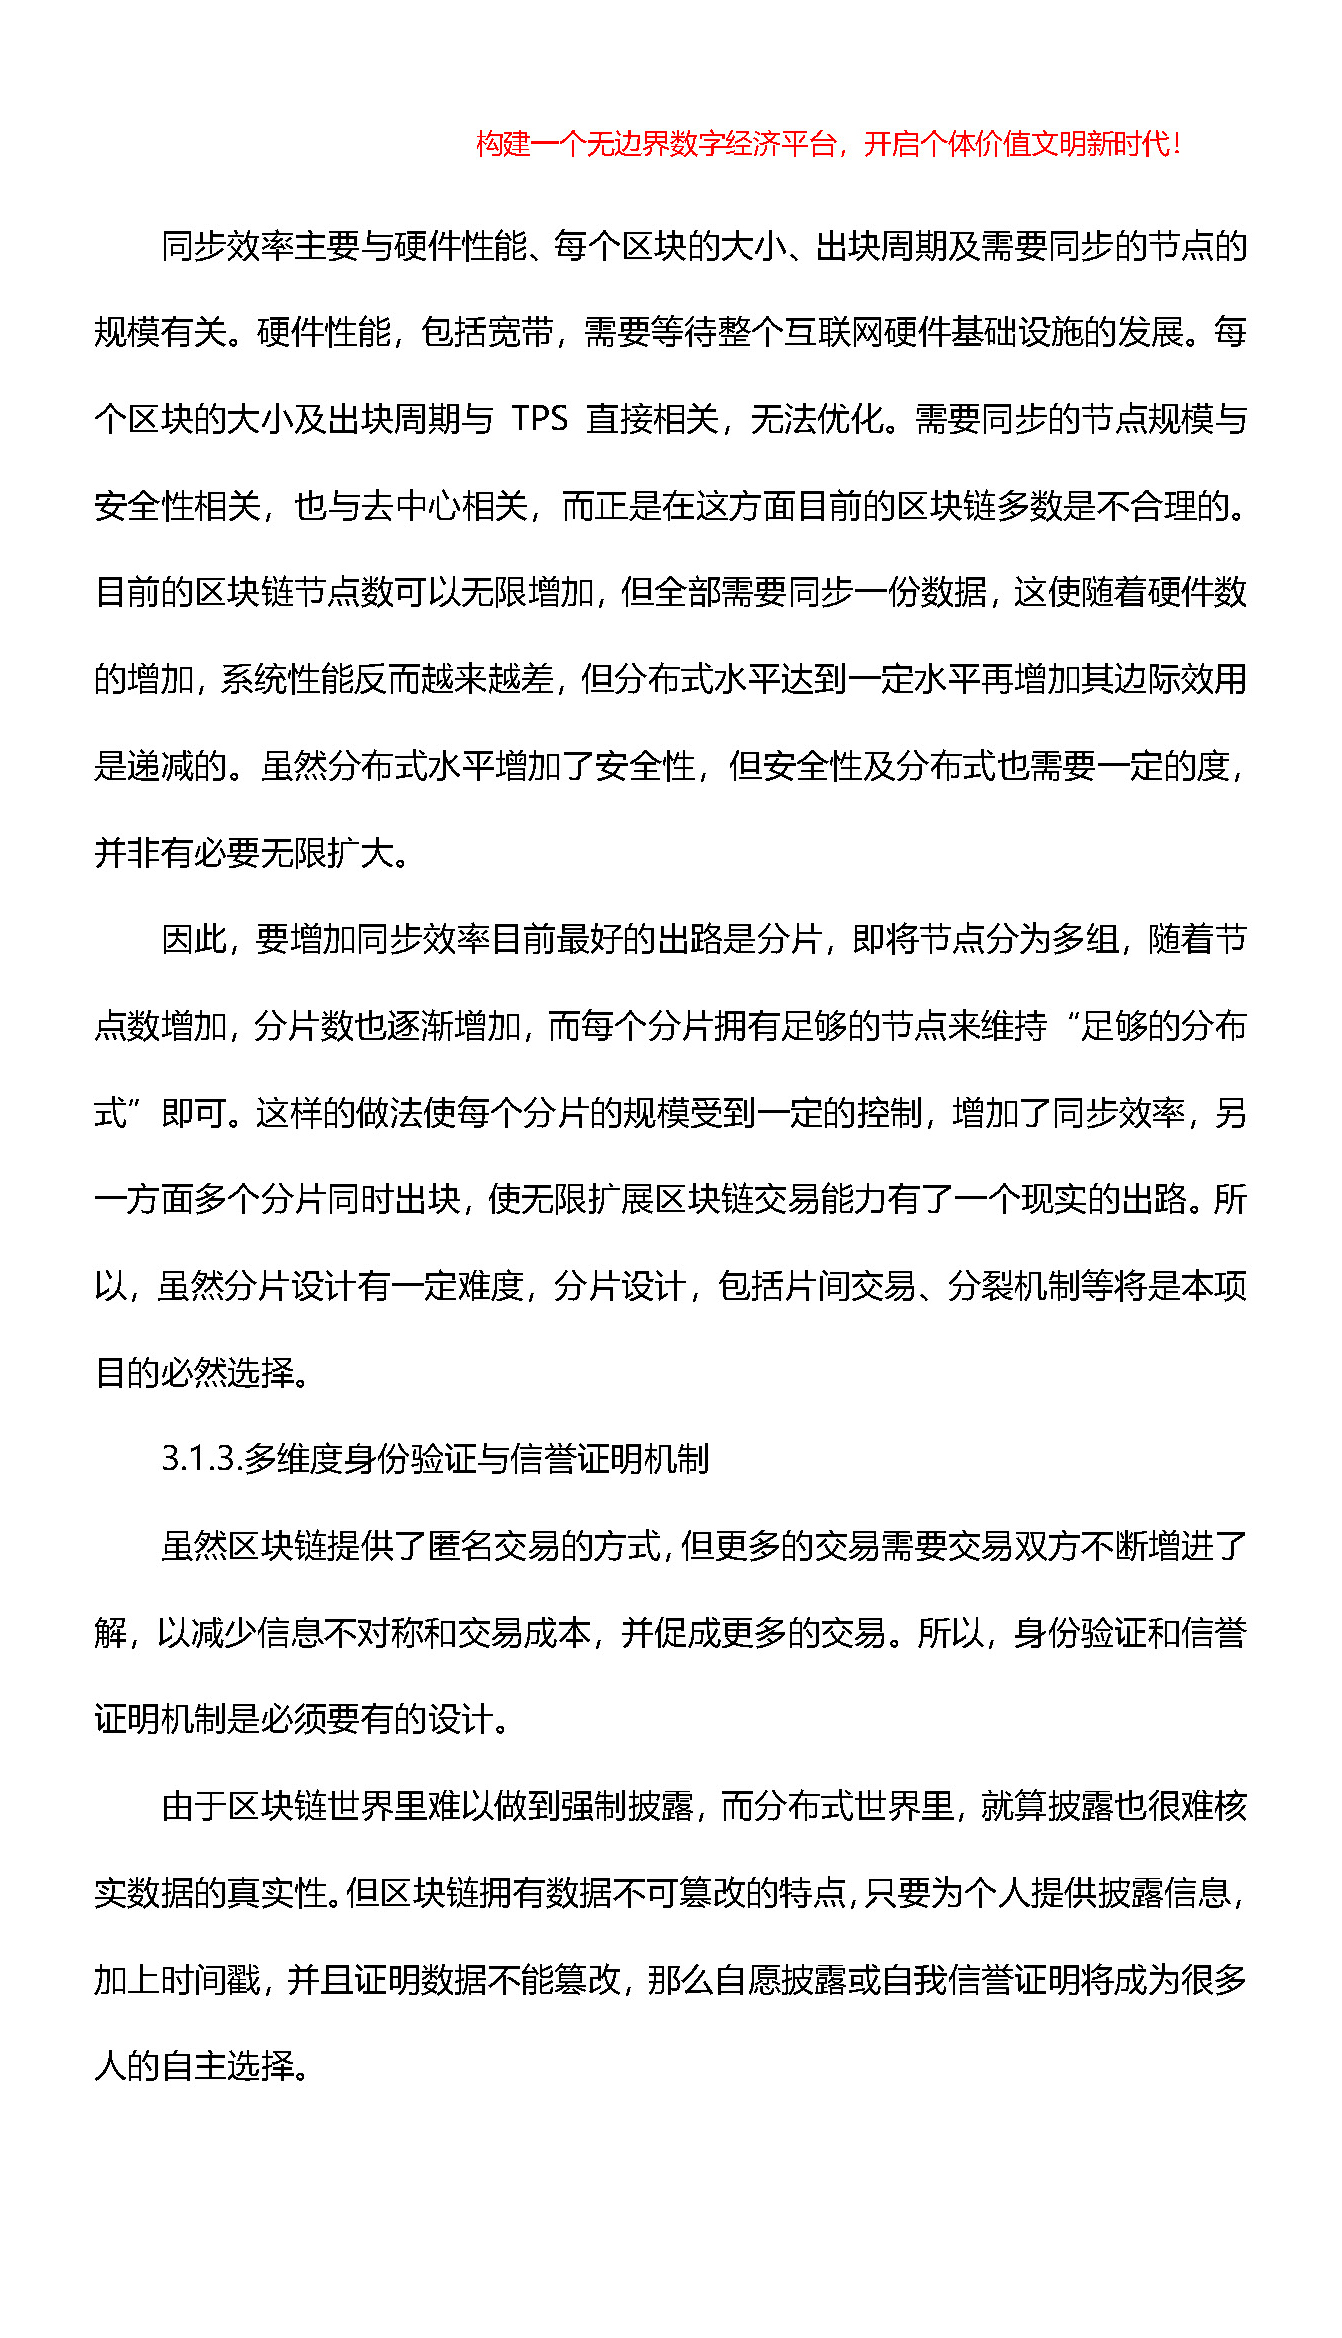 构建一个无边界数字经济平台，开启个体价值文明新时代！
同步效率主要与硬件性能、每个区块的大小、出块周期及需要同步的节点的
规模有关。硬件性能，包括宽带，需要等待整个互联网硬件基础设施的发展。每
个区块的大小及出块周期与 TPS 直接相关，无法优化。需要同步的节点规模与
安全性相关，也与去中心相关，而正是在这方面目前的区块链多数是不合理的。
目前的区块链节点数可以无限增加，但全部需要同步一份数据，这使随着硬件数
的增加，系统性能反而越来越差，但分布式水平达到一定水平再增加其边际效用
是递减的。虽然分布式水平增加了安全性，但安全性及分布式也需要一定的度，
并非有必要无限扩大。
因此，要增加同步效率目前最好的出路是分片，即将节点分为多组，随着节
点数增加，分片数也逐渐增加，而每个分片拥有足够的节点来维持“足够的分布
式”即可。这样的做法使每个分片的规模受到一定的控制，增加了同步效率，另
一方面多个分片同时出块，使无限扩展区块链交易能力有了一个现实的出路。所
以，虽然分片设计有一定难度，分片设计，包括片间交易、分裂机制等将是本项
目的必然选择。
3.1.3.多维度身份验证与信誉证明机制
虽然区块链提供了匿名交易的方式，但更多的交易需要交易双方不断增进了
解，以减少信息不对称和交易成本，并促成更多的交易。所以，身份验证和信誉
证明机制是必须要有的设计。
由于区块链世界里难以做到强制披露，而分布式世界里，就算披露也很难核
实数据的真实性。但区块链拥有数据不可篡改的特点，只要为个人提供披露信息，
加上时间戳，并且证明数据不能篡改，那么自愿披露或自我信誉证明将成为很多
人的自主选择。